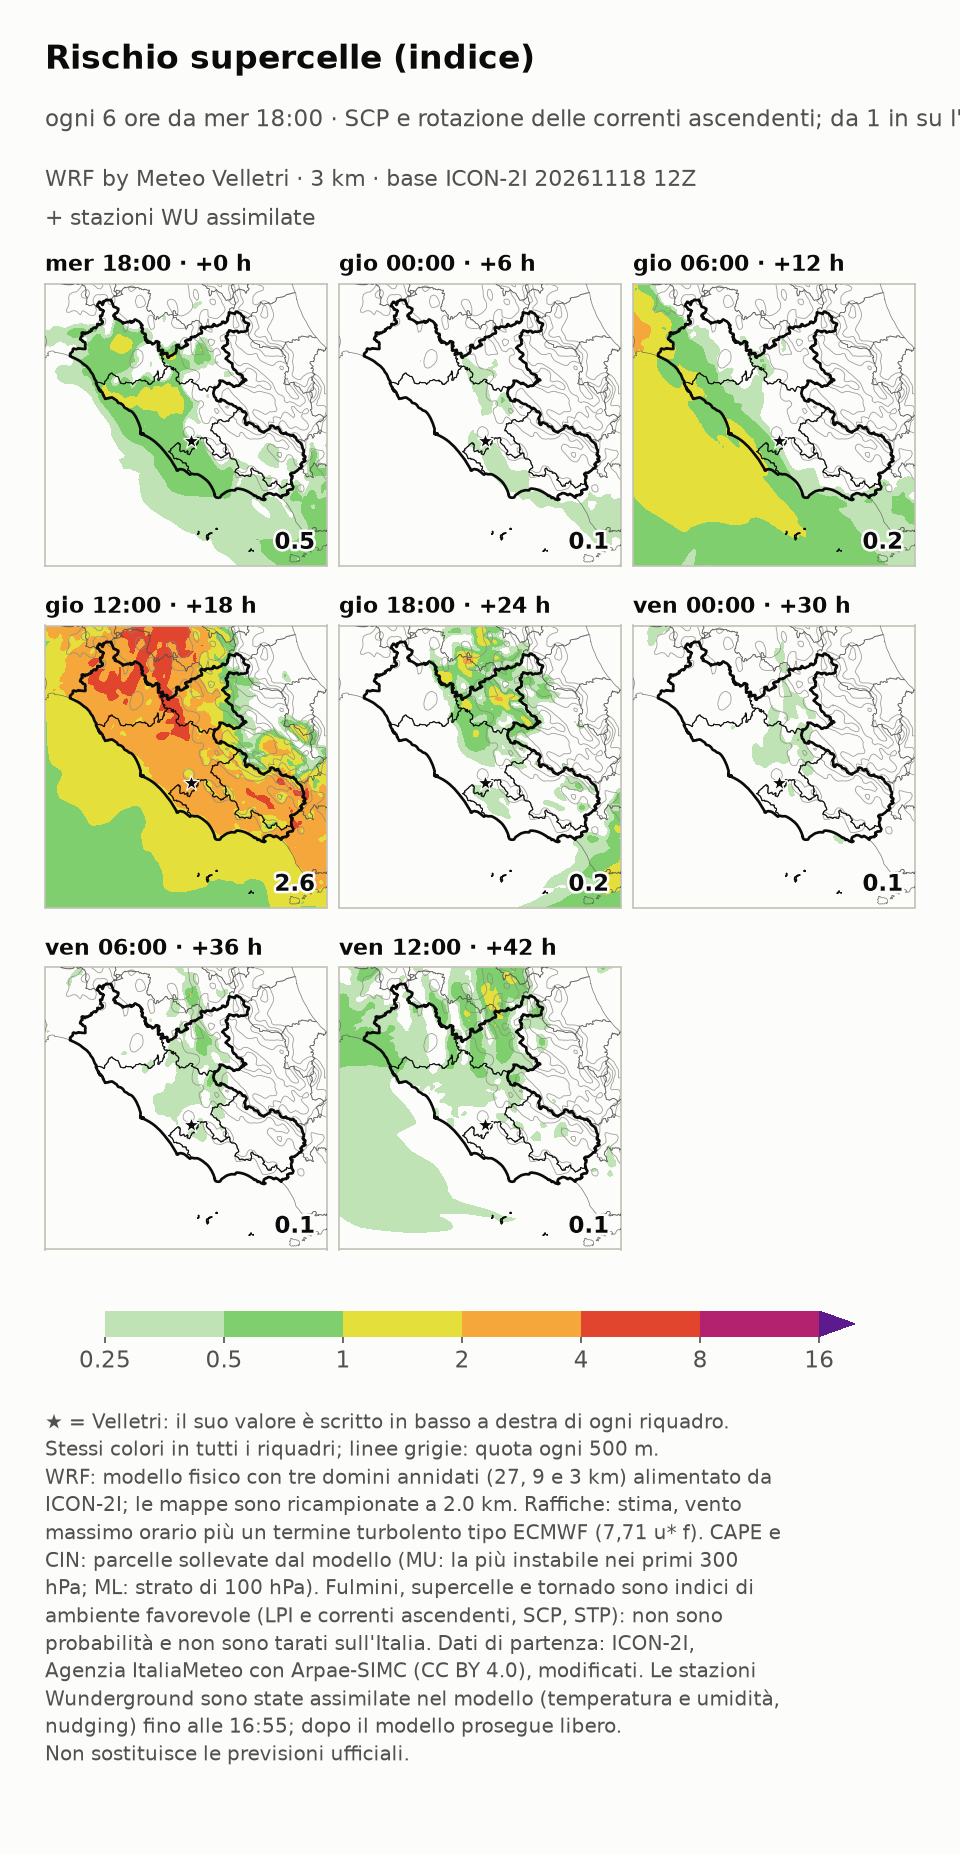 Rischio supercelle (indice)
ogni 6 ore da mer 18:00 · SCP e rotazione delle correnti ascendenti; da 1 in su l'
WRF by Meteo Velletri · 3 km · base ICON-2I 20261118 12Z
+ stazioni WU assimilate
mer 18:00 · +0 h
gio 00:00 · +6 h
gio 06:00 · +12 h
0.5
0.1
0.2
gio 12:00 · +18 h
gio 18:00 · +24 h
ven 00:00 · +30 h
2.6
0.2
0.1
ven 06:00 · +36 h
ven 12:00 · +42 h
0.1
0.1
0.25 0.5 1 2 4 8 16
★ = Velletri: il suo valore è scritto in basso a destra di ogni riquadro.
Stessi colori in tutti i riquadri; linee grigie: quota ogni 500 m.
WRF: modello fisico con tre domini annidati (27, 9 e 3 km) alimentato da
ICON-2I; le mappe sono ricampionate a 2.0 km. Raffiche: stima, vento
massimo orario più un termine turbolento tipo ECMWF (7,71 u* f). CAPE e
CIN: parcelle sollevate dal modello (MU: la più instabile nei primi 300
hPa; ML: strato di 100 hPa). Fulmini, supercelle e tornado sono indici di
ambiente favorevole (LPI e correnti ascendenti, SCP, STP): non sono
probabilità e non sono tarati sull'Italia. Dati di partenza: ICON-2I,
Agenzia ItaliaMeteo con Arpae-SIMC (CC BY 4.0), modificati. Le stazioni
Wunderground sono state assimilate nel modello (temperatura e umidità,
nudging) fino alle 16:55; dopo il modello prosegue libero.
Non sostituisce le previsioni ufficiali.